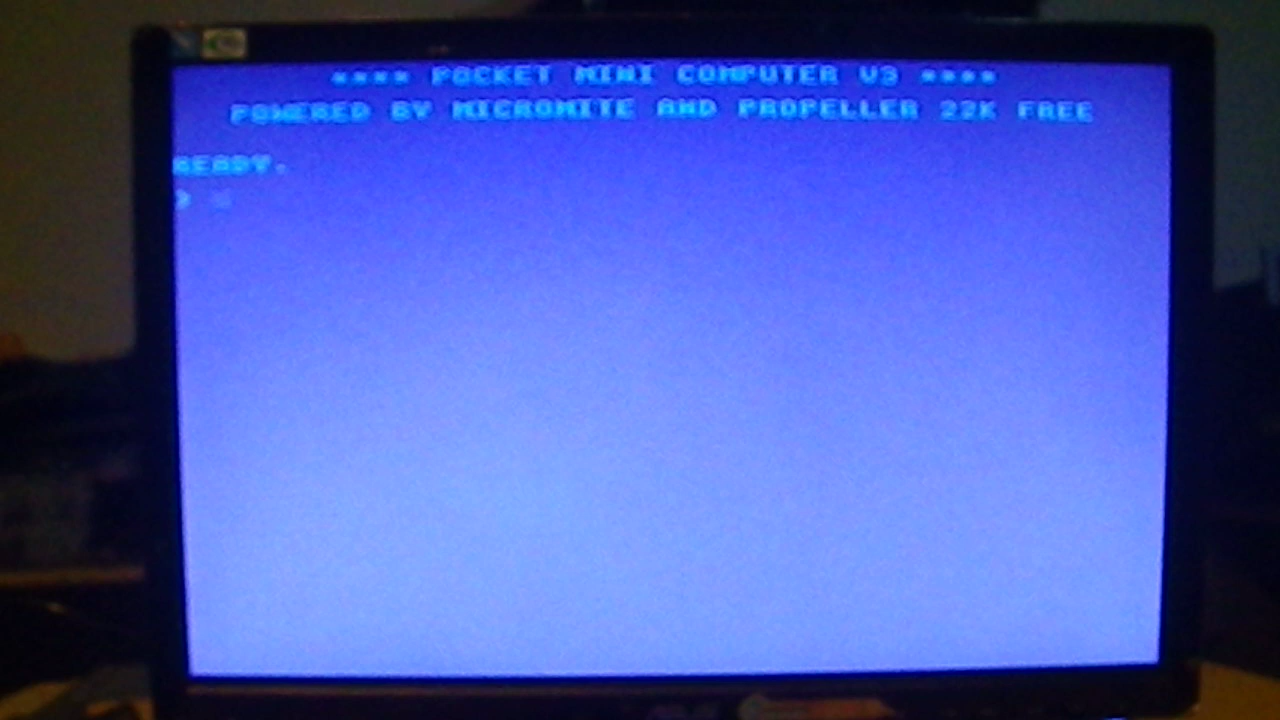 **** POCKET MINI COMPUTER V3 ****
POWERED BY MICROMITE AND PROPELLER 22K FREE
READY.
>